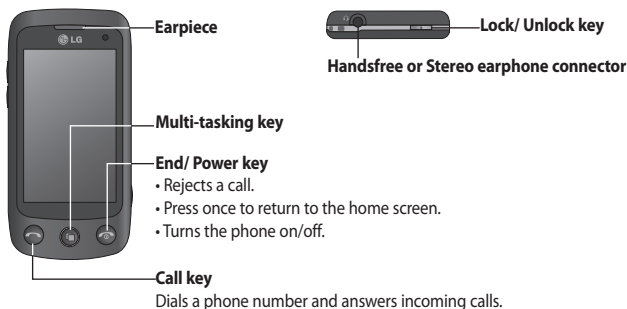 Earpiece
LG
Lock/ Unlock key
Handsfree or Stereo earphone connector
Multi-tasking key
End/ Power key
• Rejects a call.
• Press once to return to the home screen.
• Turns the phone on/off.
Call key
Dials a phone number and answers incoming calls.